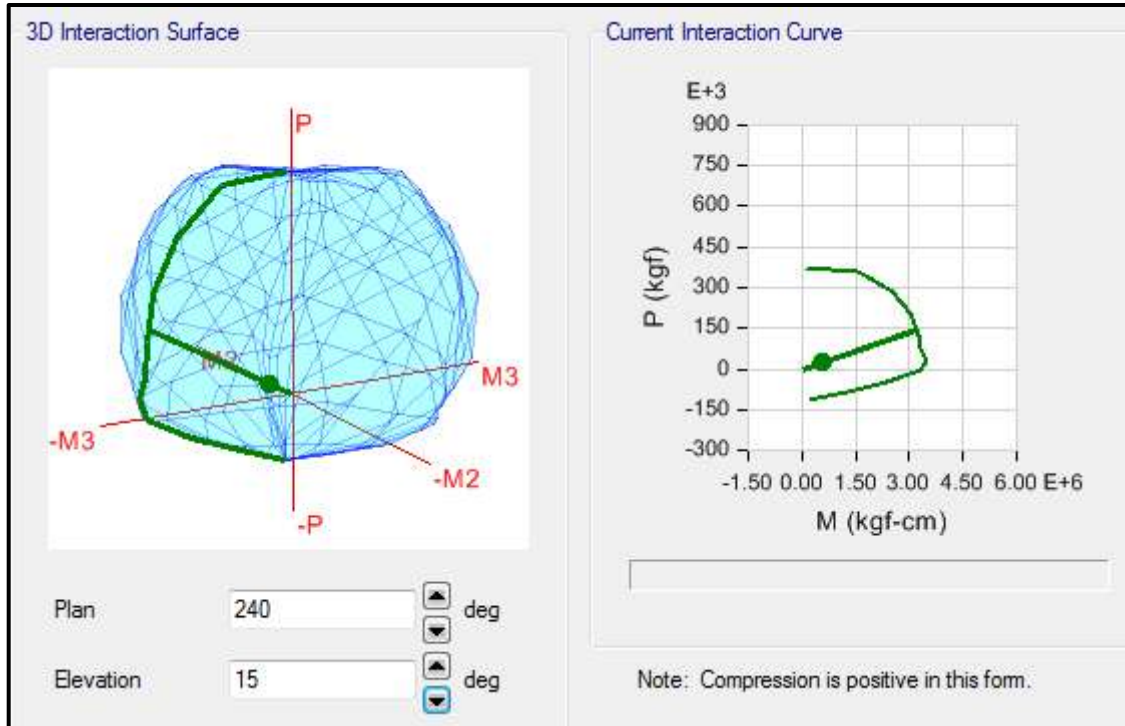 3D Interaction Surface
P
M2
M3
-M3
-M2
-P
Plan
240
deg
Elevation
15
deg
Current Interaction Curve
E+3
900
750
600
450
300
150
0
-150
-300
P (kgf)
-1.50 0.00 1.50 3.00 4.50 6.00 E+6
M (kgf-cm)
Note: Compression is positive in this form.